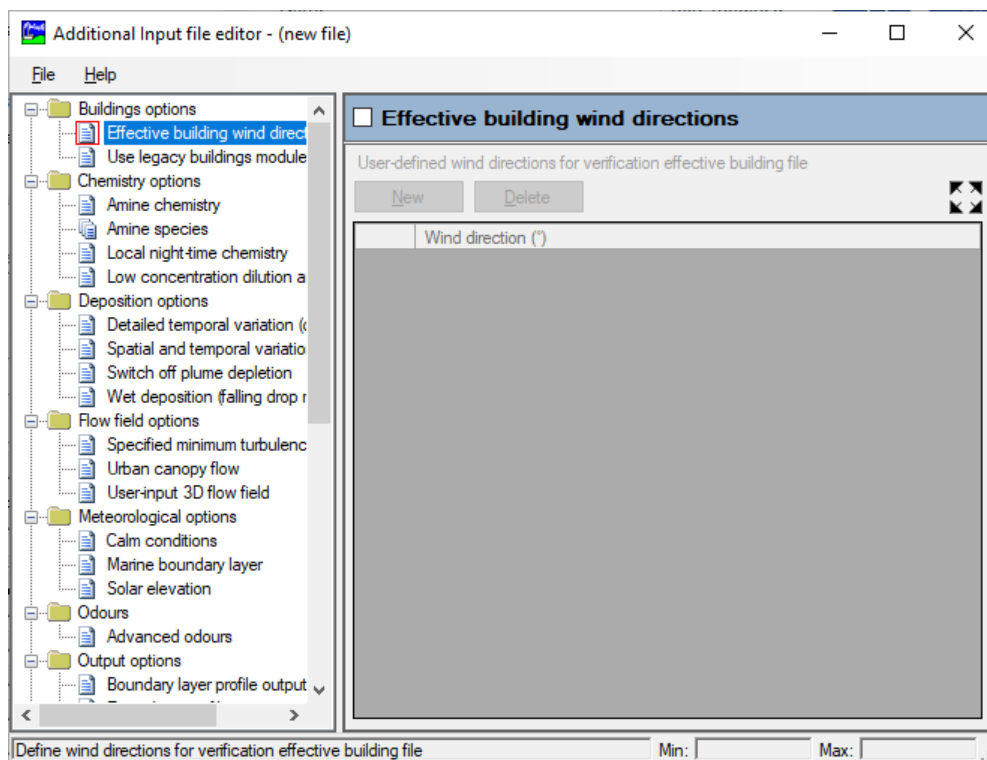 Additional Input file editor - (new file)
File Help
Buildings options
Effective building wind direct
Use legacy buildings module
Chemistry options
Amine chemistry
Amine species
Local night-time chemistry
Low concentration dilution a
Deposition options
Detailed temporal variation (
Spatial and temporal variatio
Switch off plume depletion
Wet deposition (falling drop
Flow field options
Specified minimum turbulenc
Urban canopy flow
User-input 3D flow field
Meteorological options
Calm conditions
Marine boundary layer
Solar elevation
Odours
Advanced odours
Output options
Boundary layer profile output
Effective building wind directions
User-defined wind directions for verification effective building file
New Delete
Wind direction (°)
Define wind directions for verification effective building file Min: Max: